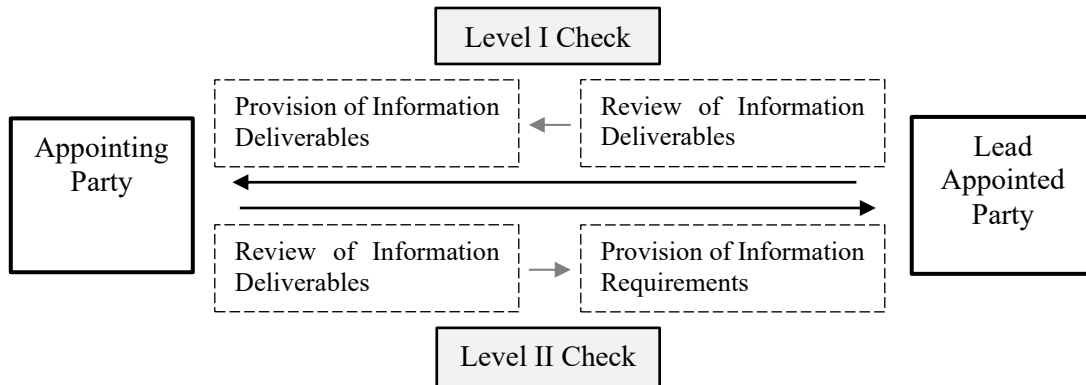 Level I Check
Provision of Information
Deliverables
Review of Information
Deliverables
Appointing
Party
Lead
Appointed
Party
Review of Information
Deliverables
Provision of Information
Requirements
Level II Check